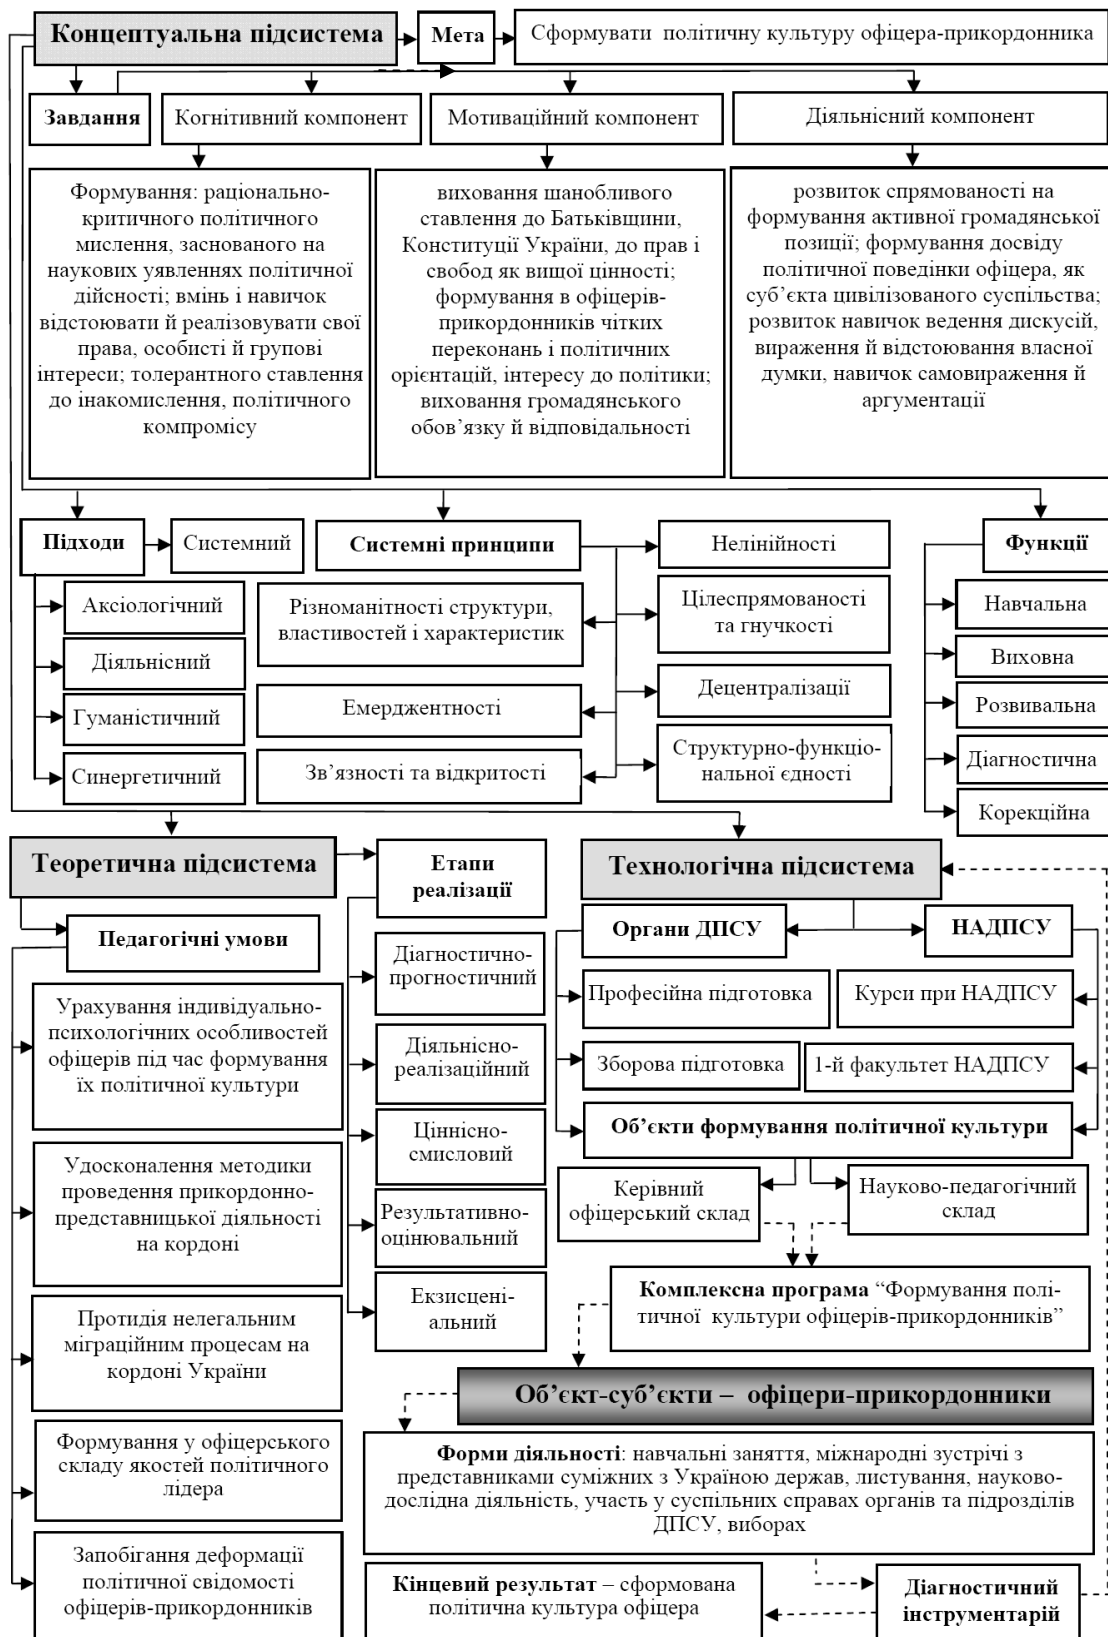 Концептуальна підсистема
Мета
Сформувати політичну культуру офіцера-прикордонника
Завдання
Когнітивний компонент
Мотиваційний компонент
Діяльнісний компонент
Формування: раціонально-
критичного політичного
мислення, заснованого на
наукових уявленнях політичної
дійсності; вмінь і навичок
відстоювати й реалізовувати свої
права, особисті й групові
інтереси; толерантного ставлення
до інакомислення, політичного
компромісу
виховання шанобливого
ставлення до Батьківщини,
Конституції України, до прав і
свобод як вищої цінності;
формування в офіцерів-
прикордонників чітких
переконань і політичних
орієнтацій, інтересу до політики;
виховання громадянського
обов’язку й відповідальності
розвиток спрямованості на
формування активної громадянської
позиції; формування досвіду
політичної поведінки офіцера, як
суб’єкта цивілізованого суспільства;
розвиток навичок ведення дискусій,
вираження й відстоювання власної
думки, навичок самовираження й
аргументації
Підходи
Системний
Аксіологічний
Діяльнісний
Гуманістичний
Синергетичний
Системні принципи
Різноманітності структури,
властивостей і характеристик
Емерджентності
Зв’язності та відкритості
Нелінійності
Цілеспрямованості
та гнучкості
Децентралізації
Структурно-функціо-
нальної єдності
Функції
Навчальна
Виховна
Розвивальна
Діагностична
Корекційна
Теоретична підсистема
Педагогічні умови
Урахування індивідуально-
психологічних особливостей
офіцерів під час формування
їх політичної культури
Удосконалення методики
проведення прикордонно-
представницької діяльності
на кордоні
Протидія нелегальним
міграційним процесам на
кордоні України
Формування у офіцерського
складу якостей політичного
лідера
Запобігання деформації
політичної свідомості
офіцерів-прикордонників
Етапи
реалізації
Діагностично-
прогностичний
Діяльнісно-
реалізаційний
Ціннісно-
смисловий
Результативно-
оцінювальний
Екзисцені-
альний
Технологічна підсистема
Органи ДПСУ
НАДПСУ
Професійна підготовка
Курси при НАДПСУ
Зборова підготовка
1-й факультет НАДПСУ
Об’єкти формування політичної культури
Керівний
офіцерський склад
Науково-педагогічний
склад
Комплексна програма “Формування полі-
тичної культури офіцерів-прикордонників”
Об’єкт-суб’єкти – офіцери-прикордонники
Форми діяльності: навчальні заняття, міжнародні зустрічі з
представниками суміжних з Україною держав, листування, науково-
дослідна діяльність, участь у суспільних справах органів та підрозділів
ДПСУ, виборах
Кінцевий результат – сформована
політична культура офіцера
Діагностичний
інструментарій